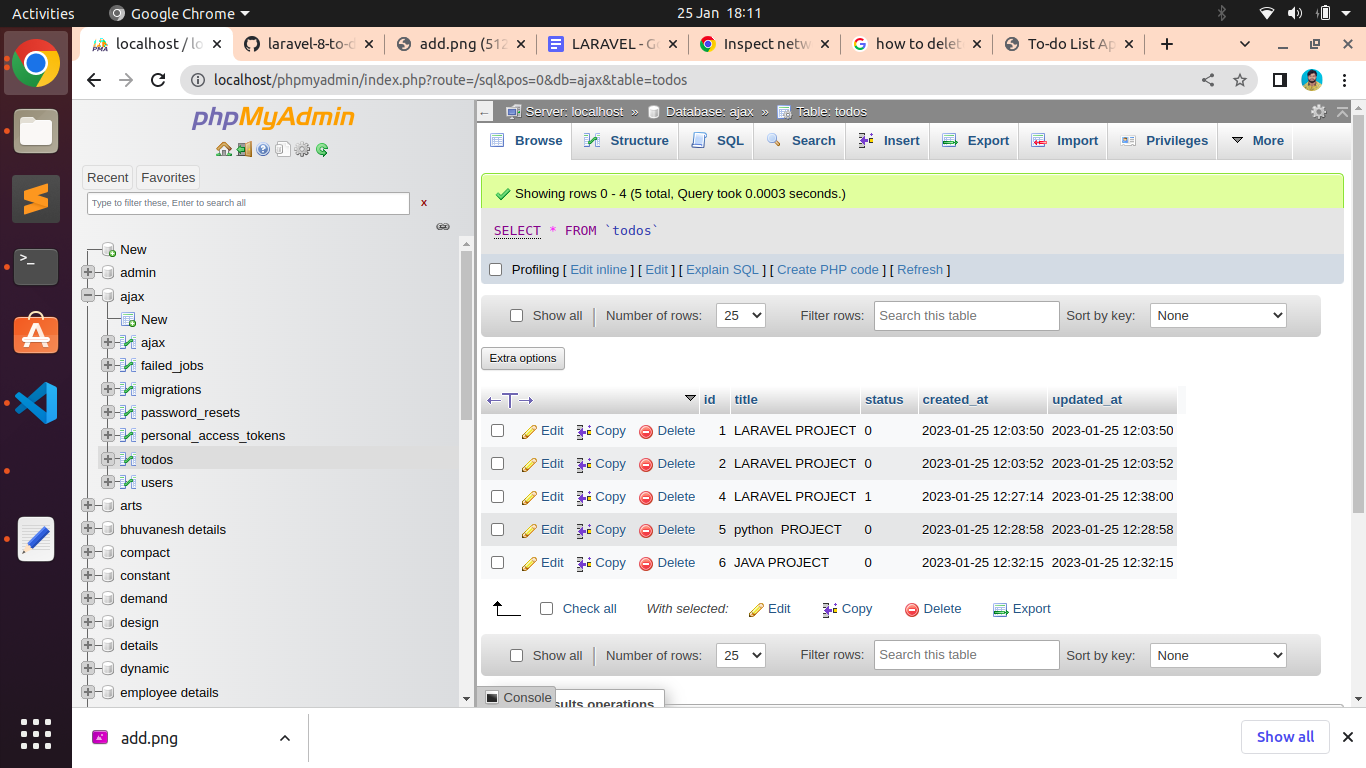 Activities Google Chrome 25 Jan 18:11
localhost / lo laravel-8-to-d add.png (512 LARAVEL - Go Inspect netw how to delet To-do List Ap
localhost/phpmyadmin/index.php?route=/sql&pos=0&db=ajax&table=todos
phpMyAdmin
Recent Favorites
Type to filter these, Enter to search all x
New
admin
ajax
New
ajax
failed_jobs
migrations
password_resets
personal_access_tokens
todos
users
arts
bhuvanesh details
compact
constant
demand
design
details
dynamic
employee details
Server: localhost » Database: ajax » Table: todos
Browse Structure SQL Search Insert Export Import Privileges More
Showing rows 0 - 4 (5 total, Query took 0.0003 seconds.)
SELECT * FROM `todos`
Profiling [ Edit inline ] [ Edit ] [ Explain SQL ] [ Create PHP code ] [ Refresh ]
Show all Number of rows: 25 Filter rows: Search this table Sort by key: None
Extra options
←T→ id title status created_at updated_at
Edit Copy Delete 1 LARAVEL PROJECT 0 2023-01-25 12:03:50 2023-01-25 12:03:50
Edit Copy Delete 2 LARAVEL PROJECT 0 2023-01-25 12:03:52 2023-01-25 12:03:52
Edit Copy Delete 4 LARAVEL PROJECT 1 2023-01-25 12:27:14 2023-01-25 12:38:00
Edit Copy Delete 5 python PROJECT 0 2023-01-25 12:28:58 2023-01-25 12:28:58
Edit Copy Delete 6 JAVA PROJECT 0 2023-01-25 12:32:15 2023-01-25 12:32:15
Check all With selected: Edit Copy Delete Export
Show all Number of rows: 25 Filter rows: Search this table Sort by key: None
Console sults operations
add.png Show all